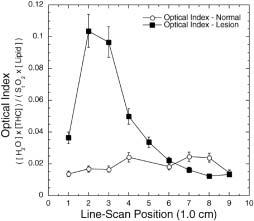 Optical Index - Normal
Optical Index - Lesion
Optical Index
([H₂O] x [THC]) / (SₜO₂ x [Lipid])
0.12
0.1
0.08
0.06
0.04
0.02
0
0 1 2 3 4 5 6 7 8 9 10
Line-Scan Position (1.0 cm)